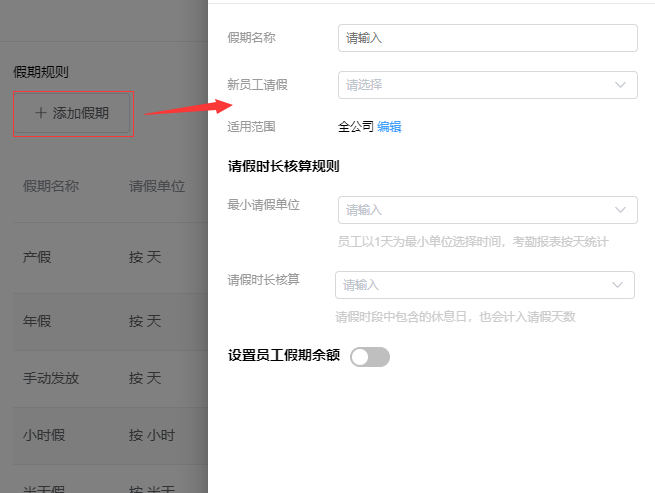 假期规则
＋ 添加假期
假期名称 请假单位
产假 按 天
年假 按 天
手动发放 按 天
小时假 按 小时
半天假 按 半天
假期名称 请输入
新员工请假 请选择
适用范围 全公司 编辑
请假时长核算规则
最小请假单位 请输入
员工以1天为最小单位选择时间，考勤报表按天统计
请假时长核算 请输入
请假时段中包含的休息日，也会计入请假天数
设置员工假期余额